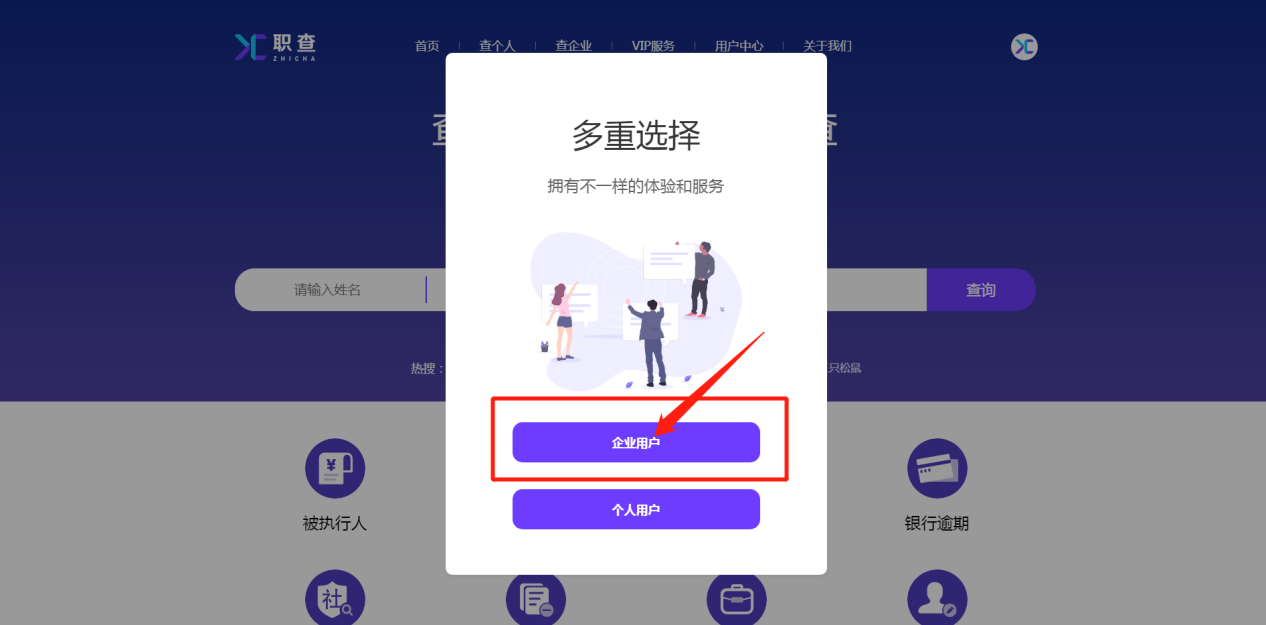 职查
ZHICHA
首页
查个人
查企业
VIP服务
用户中心
关于我们
多重选择
拥有不一样的体验和服务
请输入姓名
查询
热搜：
只松鼠
企业用户
个人用户
被执行人
银行逾期
社